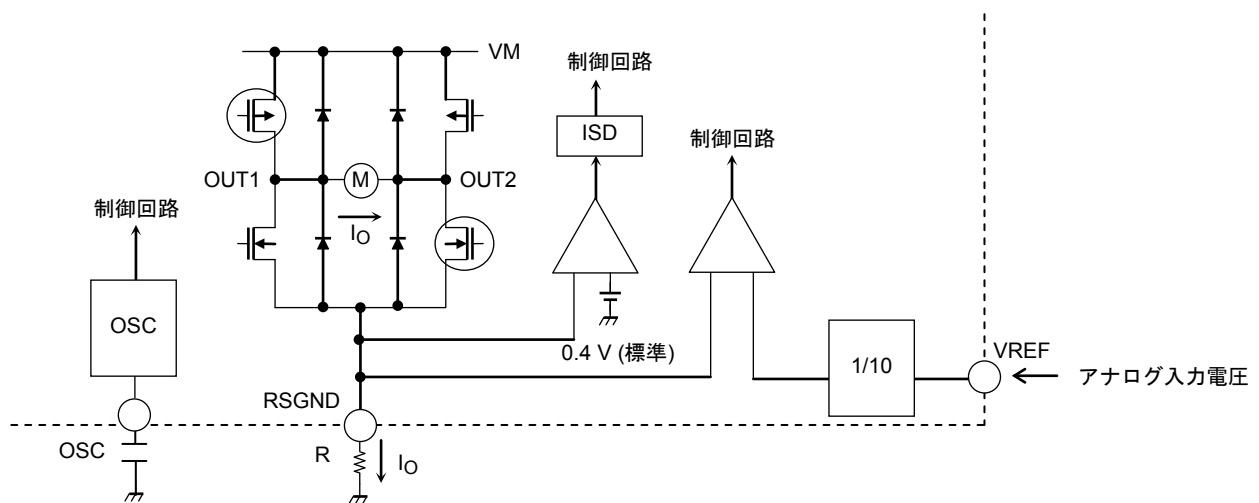 VM
制御回路
ISD
制御回路
OUT1
M
OUT2
IO
制御回路
OSC
0.4 V (標準)
1/10
VREF
アナログ入力電圧
RSGND
OSC
R
IO